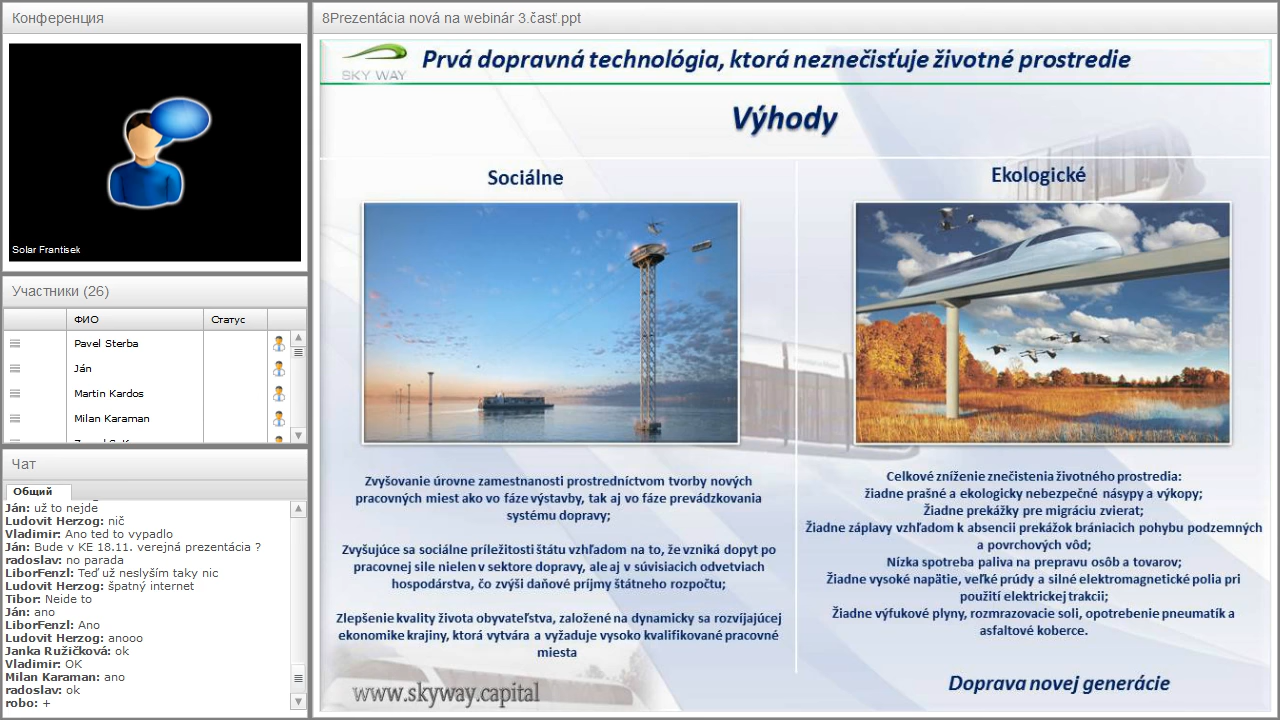 Конференция
Solar Frantisek
Участники (26)
ФИО
Статус
Pavel Sterba
Ján
Martin Kardos
Milan Karaman
Чат
Общий
Ján: už to nejde
Ludovit Herzog: nič
Vladimir: Ano ted to vypadlo
Ján: Bude v KE 18.11. verejná prezentácia ?
radoslav: no parada
LiborFenzl: Teď už neslyším taky nic
Ludovit Herzog: špatný internet
Tibor: Nejde to
Ján: ano
LiborFenzl: Ano
Ludovit Herzog: anooo
Janka Ružičková: ok
Vladimir: OK
Milan Karaman: ano
radoslav: ok
robo: +
8Prezentácia nová na webinár 3.časť.ppt
SKY WAY
Prvá dopravná technológia, ktorá neznečisťuje životné prostredie
Výhody
Sociálne
Zvyšovanie úrovne zamestnanosti prostredníctvom tvorby nových
pracovných miest ako vo fáze výstavby, tak aj vo fáze prevádzkovania
systému dopravy;
Zvyšujúce sa sociálne príležitosti štátu vzhľadom na to, že vzniká dopyt po
pracovnej sile nielen v sektore dopravy, ale aj v súvisiacich odvetviach
hospodárstva, čo zvýši daňové príjmy štátneho rozpočtu;
Zlepšenie kvality života obyvateľstva, založené na dynamicky sa rozvíjajúcej
ekonomike krajiny, ktorá vytvára a vyžaduje vysoko kvalifikované pracovné
miesta
www.skyway.capital
Ekologické
Celkové zníženie znečistenia životného prostredia:
žiadne prašné a ekologicky nebezpečné násypy a výkopy;
Žiadne prekážky pre migráciu zvierat;
Žiadne záplavy vzhľadom k absencii prekážok brániacich pohybu podzemných
a povrchových vôd;
Nízka spotreba paliva na prepravu osôb a tovarov;
Žiadne vysoké napätie, veľké prúdy a silné elektromagnetické polia pri
použití elektrickej trakcii;
Žiadne výfukové plyny, rozmrazovacie soli, opotrebenie pneumatík a
asfaltové koberce.
Doprava novej generácie